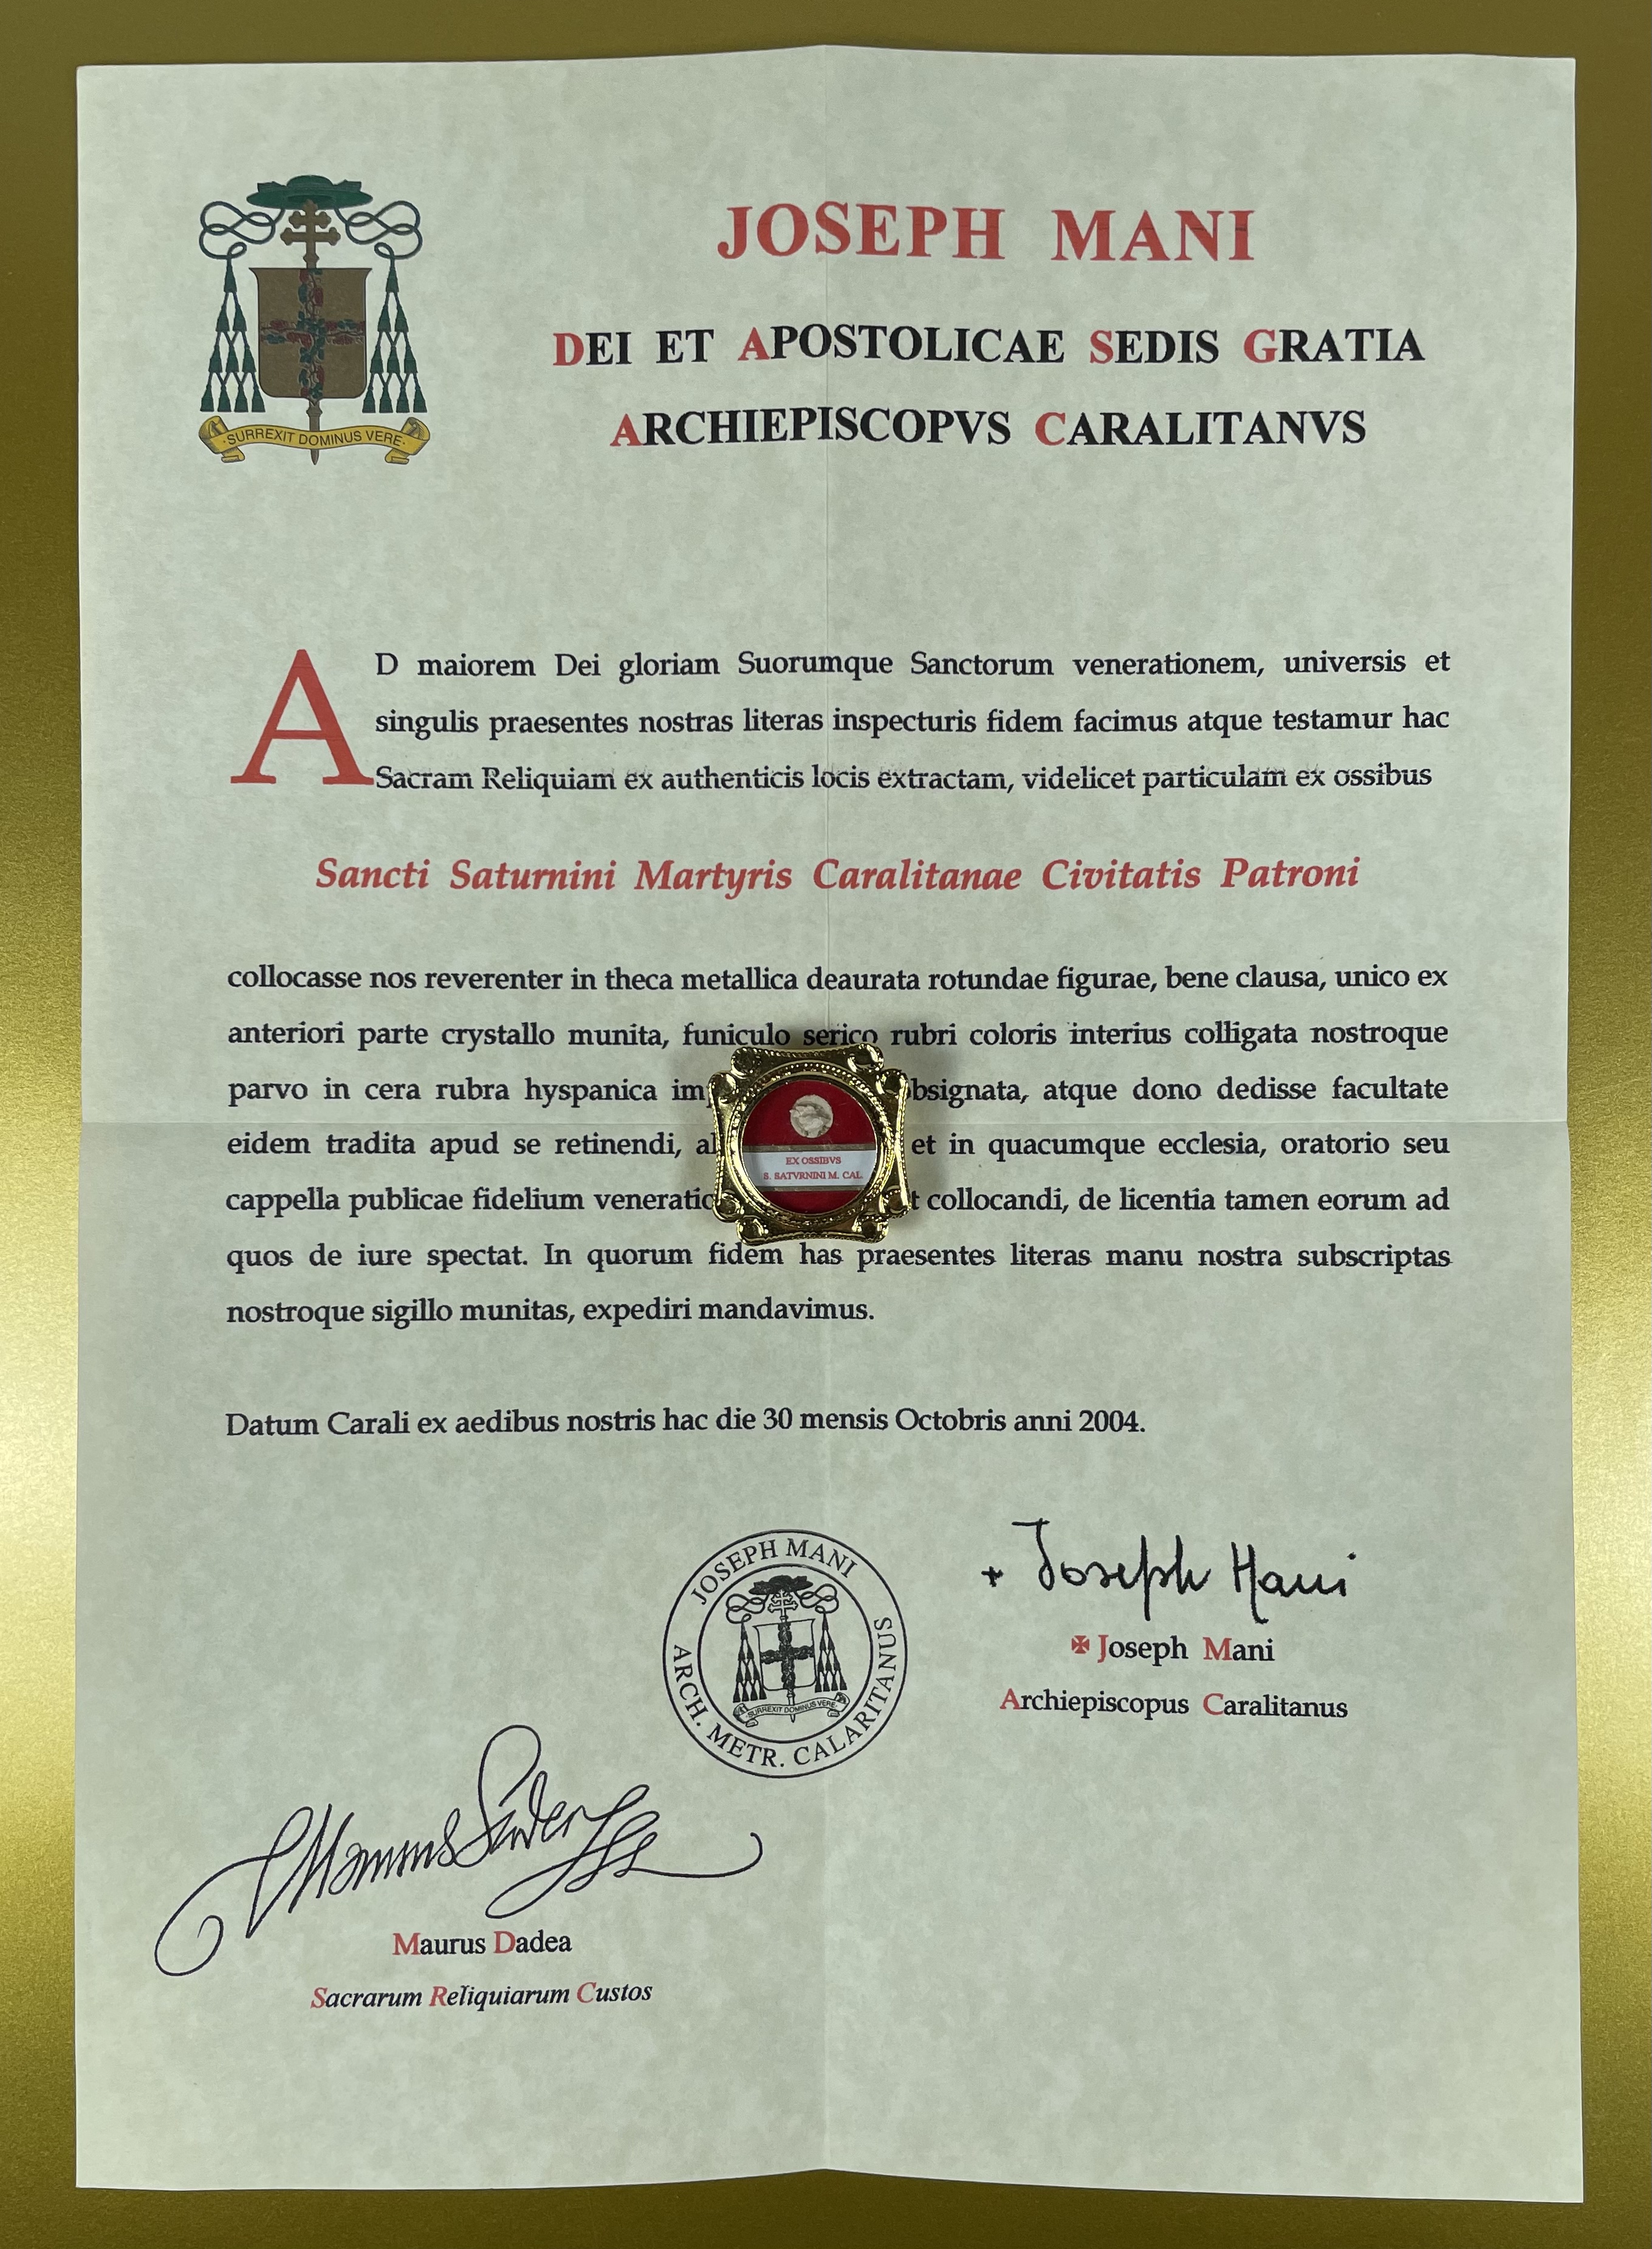 JOSEPH MANI
DEI ET APOSTOLICAE SEDIS GRATIA
ARCHIEPISCOPVS CARALITANVS
·SURREXIT DOMINUS VERE·
AD maiorem Dei gloriam Suorumque Sanctorum venerationem, universis et
singulis praesentes nostras literas inspecturis fidem facimus atque testamur hac
Sacram Reliquiam ex authenticis locis extractam, videlicet particulam ex ossibus
Sancti Saturnini Martyris Caralitanae Civitatis Patroni
collocasse nos reverenter in theca metallica deaurata rotundae figurae, bene clausa, unico ex
anteriori parte crystallo munita, funiculo serico rubri coloris interius colligata nostroque
parvo in cera rubra hyspanica bsignata, atque dono dedisse facultate
eidem tradita apud se retinendi, et in quacumque ecclesia, oratorio seu
cappella publicae fidelium collocandi, de licentia tamen eorum ad
quos de iure spectat. In quorum fidem has praesentes literas manu nostra subscriptas
nostroque sigillo munitas, expediri mandavimus.
EX OSSIBVS
S. SATVRNINI M. CAL.
Datum Carali ex aedibus nostris hac die 30 mensis Octobris anni 2004.
+ Joseph Mani
✠ Joseph Mani
Archiepiscopus Caralitanus
JOSEPH MANI
ARCH. METR. CALARITANUS
SURREXIT DOMINUS VERE
Maurus Dadea
Maurus Dadea
Sacrarum Reliquiarum Custos